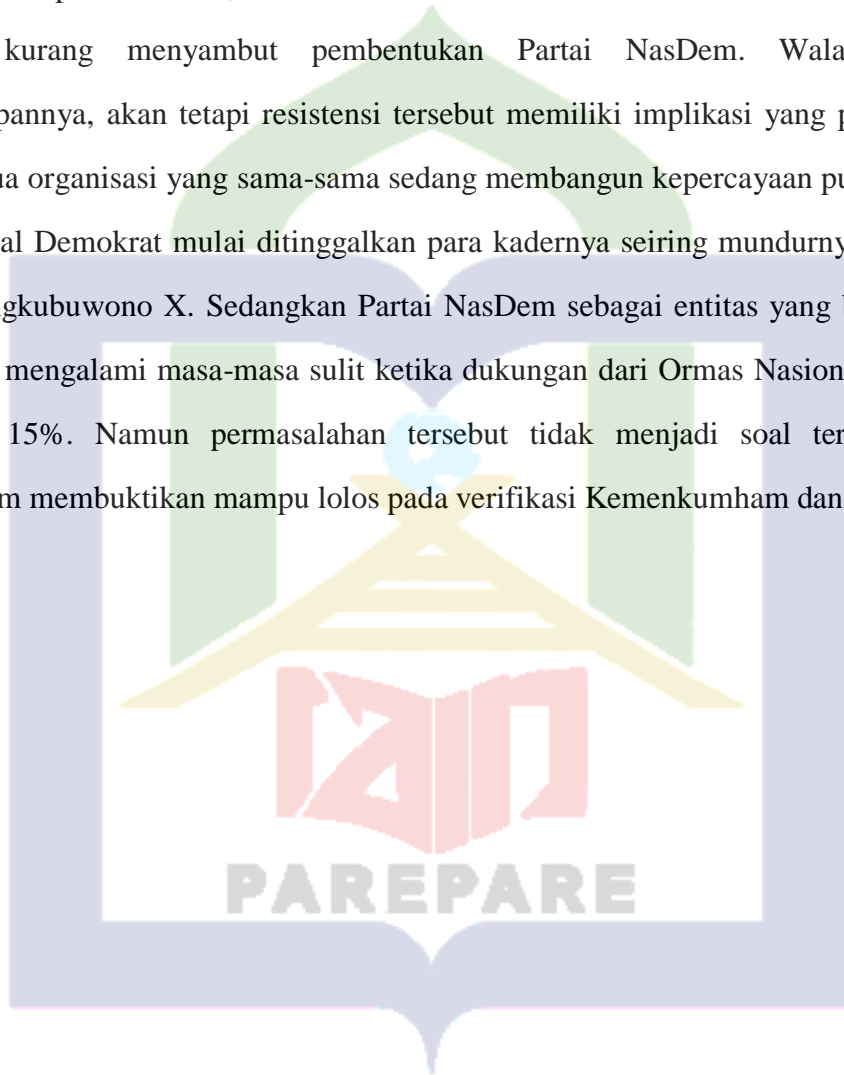 kurang menyambut pembentukan Partai NasDem. Wala
pannya, akan tetapi resistensi tersebut memiliki implikasi yang p
ua organisasi yang sama-sama sedang membangun kepercayaan pu
al Demokrat mulai ditinggalkan para kadernya seiring mundurny
gkubuwono X. Sedangkan Partai NasDem sebagai entitas yang
mengalami masa-masa sulit ketika dukungan dari Ormas Nasion
15%. Namun permasalahan tersebut tidak menjadi soal ter
m membuktikan mampu lolos pada verifikasi Kemenkumham dan
iain
PAREPARE